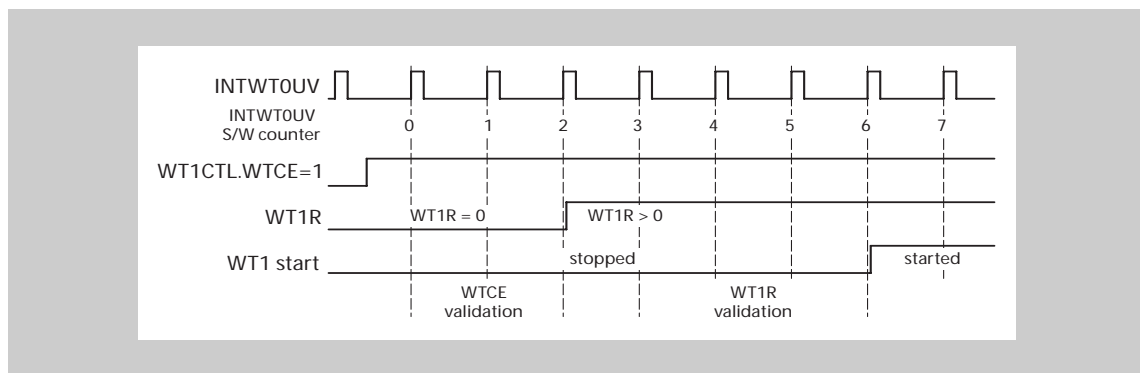 INTWT0UV
INTWT0UV
S/W counter
0 1 2 3 4 5 6 7
WT1CTL.WTCE=1
WT1R
WT1R = 0
WT1R > 0
WT1 start
stopped
started
WTCE
validation
WT1R
validation